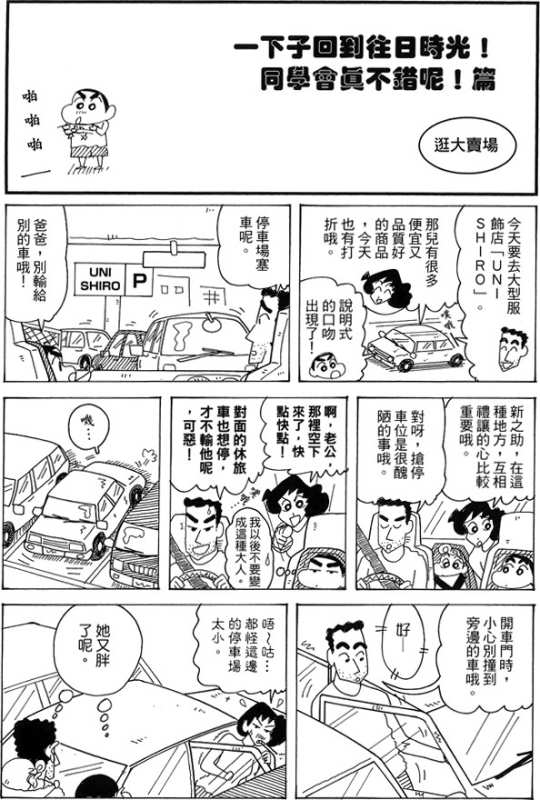 一下子回到往日時光！
同學會真不錯呢！篇
逛大賣場
啪
啪
啪
今天要去大型服
飾店「UNI
SHIRO」。
那兒有很多
便宜又
品質好
的商品
，今天
也有打
折哦。
噗哦
說明式
的口吻
出現了！
停車場塞
車呢。
UNI
SHIRO
P
爸爸，別輸給
別的車哦！
新之助，在這
種地方，互相
禮讓的心比較
重要哦。
對呀，搶停
車位是很醜
陋的事哦。
啊，老公，
那裡空下
來了，快
點快點！
對面的休旅
車也想停，
才不輸他呢
，可惡！
我以後不要變
成這種大人。
哦…
開車門時，
小心別撞到
旁邊的車哦。
好—
唔～咕…
都怪這邊
的停車場
太小。
她又胖
了呢。